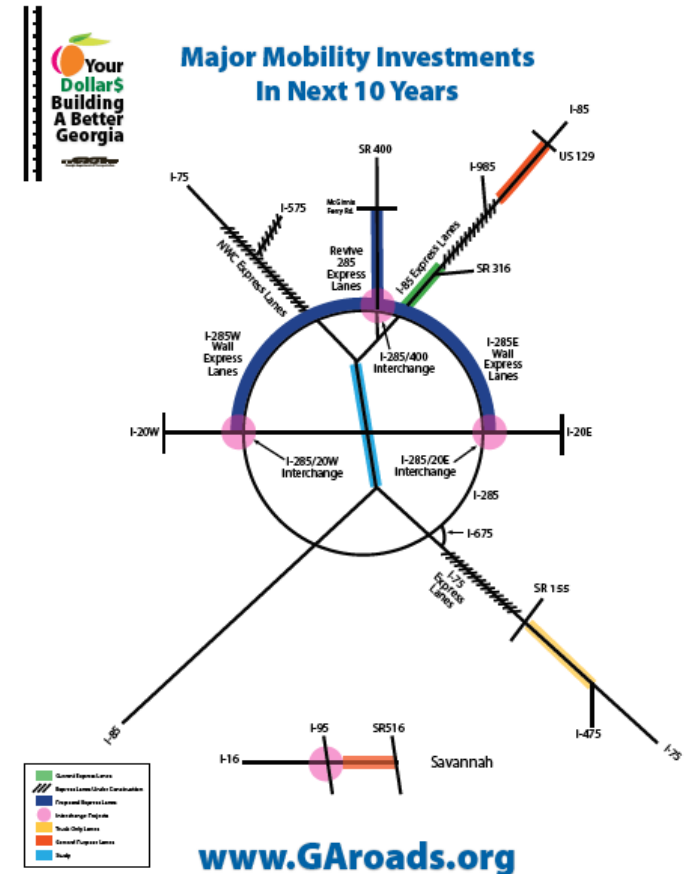 Your
Dollar$
Building
A Better
Georgia
Major Mobility Investments
In Next 10 Years
I-85
US 129
SR 400
I-985
I-75
I-575
McGinnis
Ferry Rd.
NWC Express Lanes
Revive
285
Express
Lanes
I-85 Express Lanes
SR 316
I-285W
Wall
Express
Lanes
I-285/400
Interchange
I-285E
Wall
Express
Lanes
I-20W
I-20E
I-285/20W
Interchange
I-285/20E
Interchange
I-285
I-675
I-75
Express
Lanes
SR 155
I-85
I-475
I-75
I-95
SR516
I-16
Savannah
Current Express Lanes
Express Lanes Under Construction
Proposed Express Lanes
Interchange Projects
Truck Only Lanes
General Purpose Lanes
Study
www.GAroads.org